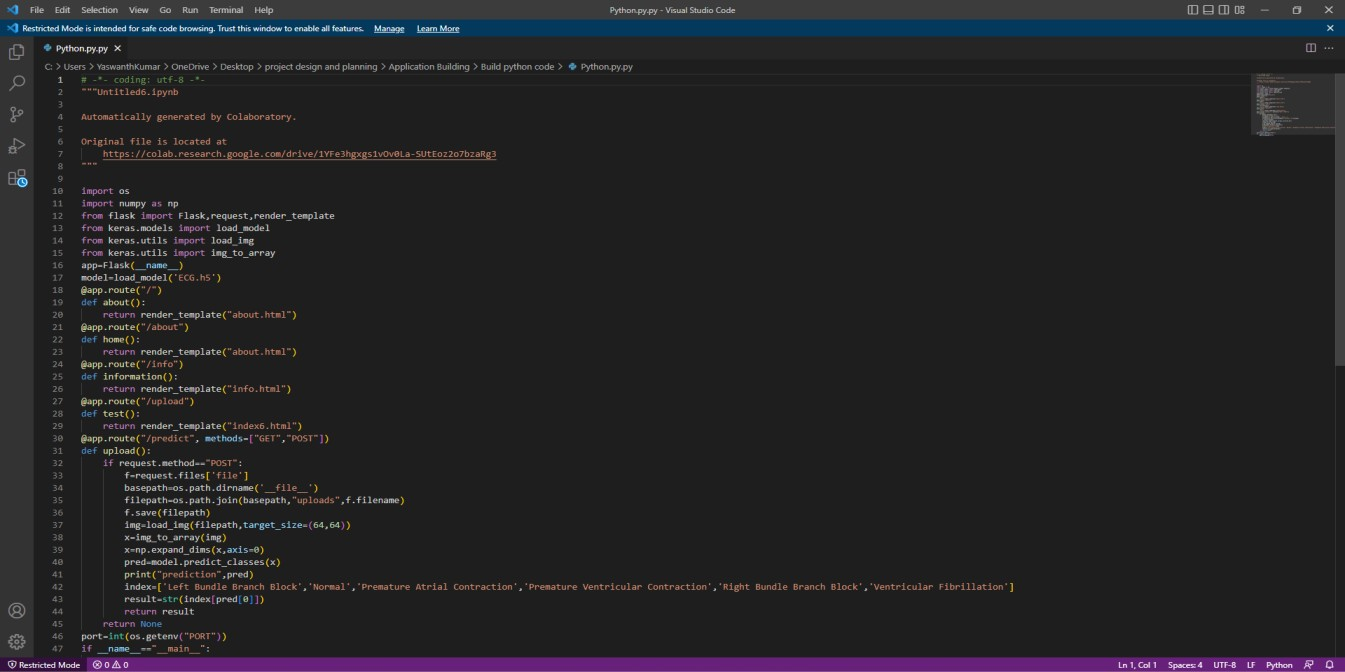 File Edit Selection View Go Run Terminal Help Python.py.py - Visual Studio Code
Restricted Mode is intended for safe code browsing. Trust this window to enable all features. Manage Learn More
Python.py.py
C: > Users > YaswanthKumar > OneDrive > Desktop > project design and planning > Application Building > Build python code > Python.py.py
1 # -*- coding: utf-8 -*-
2 """Untitled6.ipynb
3
4 Automatically generated by Colaboratory.
5
6 Original file is located at
7     https://colab.research.google.com/drive/1YFe3hgxgs1vOv0La-SUtEoz2o7bzaRg3
8 """
9
10 import os
11 import numpy as np
12 from flask import Flask,request,render_template
13 from keras.models import load_model
14 from keras.utils import load_img
15 from keras.utils import img_to_array
16 app=Flask(__name__)
17 model=load_model('ECG.h5')
18 @app.route("/")
19 def about():
20     return render_template("about.html")
21 @app.route("/about")
22 def home():
23     return render_template("about.html")
24 @app.route("/info")
25 def information():
26     return render_template("info.html")
27 @app.route("/upload")
28 def test():
29     return render_template("index6.html")
30 @app.route("/predict", methods=["GET","POST"])
31 def upload():
32     if request.method=="POST":
33         f=request.files['file']
34         basepath=os.path.dirname('__file__')
35         filepath=os.path.join(basepath,"uploads",f.filename)
36         f.save(filepath)
37         img=load_img(filepath,target_size=(64,64))
38         x=img_to_array(img)
39         x=np.expand_dims(x,axis=0)
40         pred=model.predict_classes(x)
41         print("prediction",pred)
42         index=['Left Bundle Branch Block','Normal','Premature Atrial Contraction','Premature Ventricular Contraction','Right Bundle Branch Block','Ventricular Fibrillation']
43         result=str(index[pred[0]])
44         return result
45     return None
46 port=int(os.getenv("PORT"))
47 if __name__=="__main__":
Restricted Mode 0 0 Ln 1, Col 1 Spaces: 4 UTF-8 LF Python